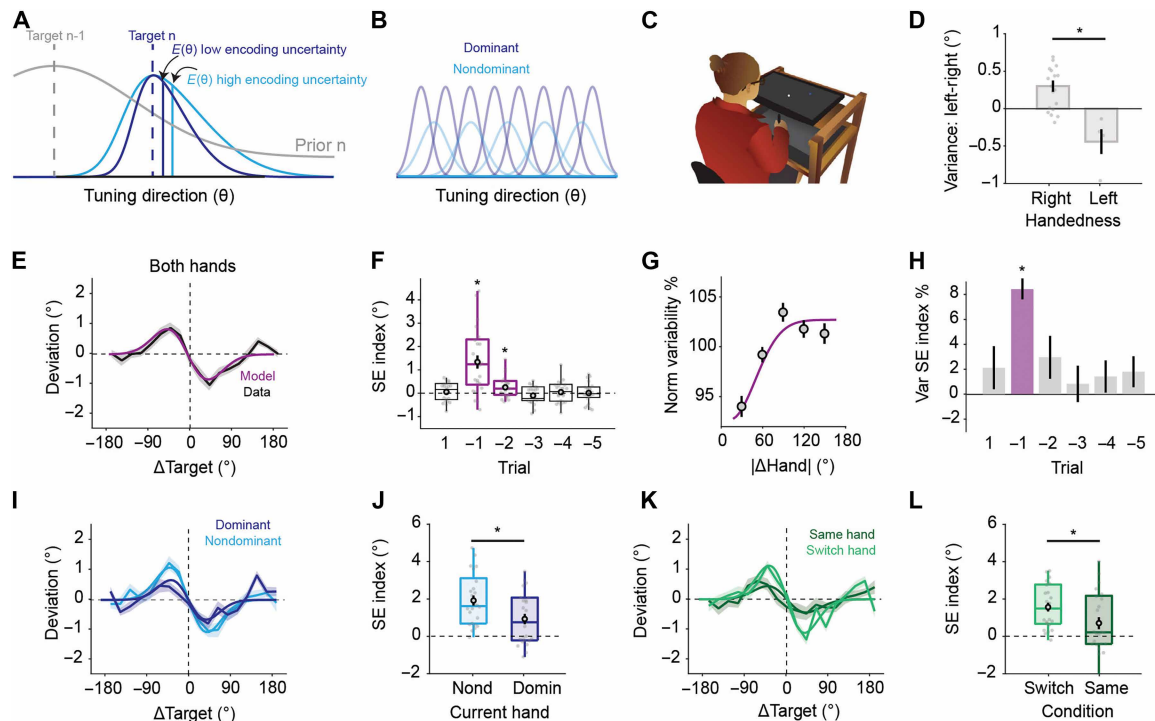 A
Target n-1
Target n
E(θ) low encoding uncertainty
E(θ) high encoding uncertainty
Prior n
Tuning direction (θ)
B
Dominant
Nondominant
Tuning direction (θ)
C
D
Variance: left-right (°)
*
1
0.5
0
−0.5
−1
Right
Left
Handedness
E
Both hands
Deviation (°)
2
1
0
−1
−2
Model
Data
−180
−90
0
90
180
ΔTarget (°)
F
SE index (°)
4
3
2
1
0
−1
*
*
1
−1
−2
−3
−4
−5
Trial
G
Norm variability %
105
100
95
0
60
120
180
|ΔHand| (°)
H
Var SE index %
8
6
4
2
0
−2
*
1
−1
−2
−3
−4
−5
Trial
I
Deviation (°)
2
1
0
−1
−2
Dominant
Nondominant
−180
−90
0
90
180
ΔTarget (°)
J
SE index (°)
6
4
2
0
−2
*
Nond
Domin
Current hand
K
Deviation (°)
2
1
0
−1
−2
Same hand
Switch hand
−180
−90
0
90
180
ΔTarget (°)
L
SE index (°)
6
4
2
0
−2
*
Switch
Same
Condition